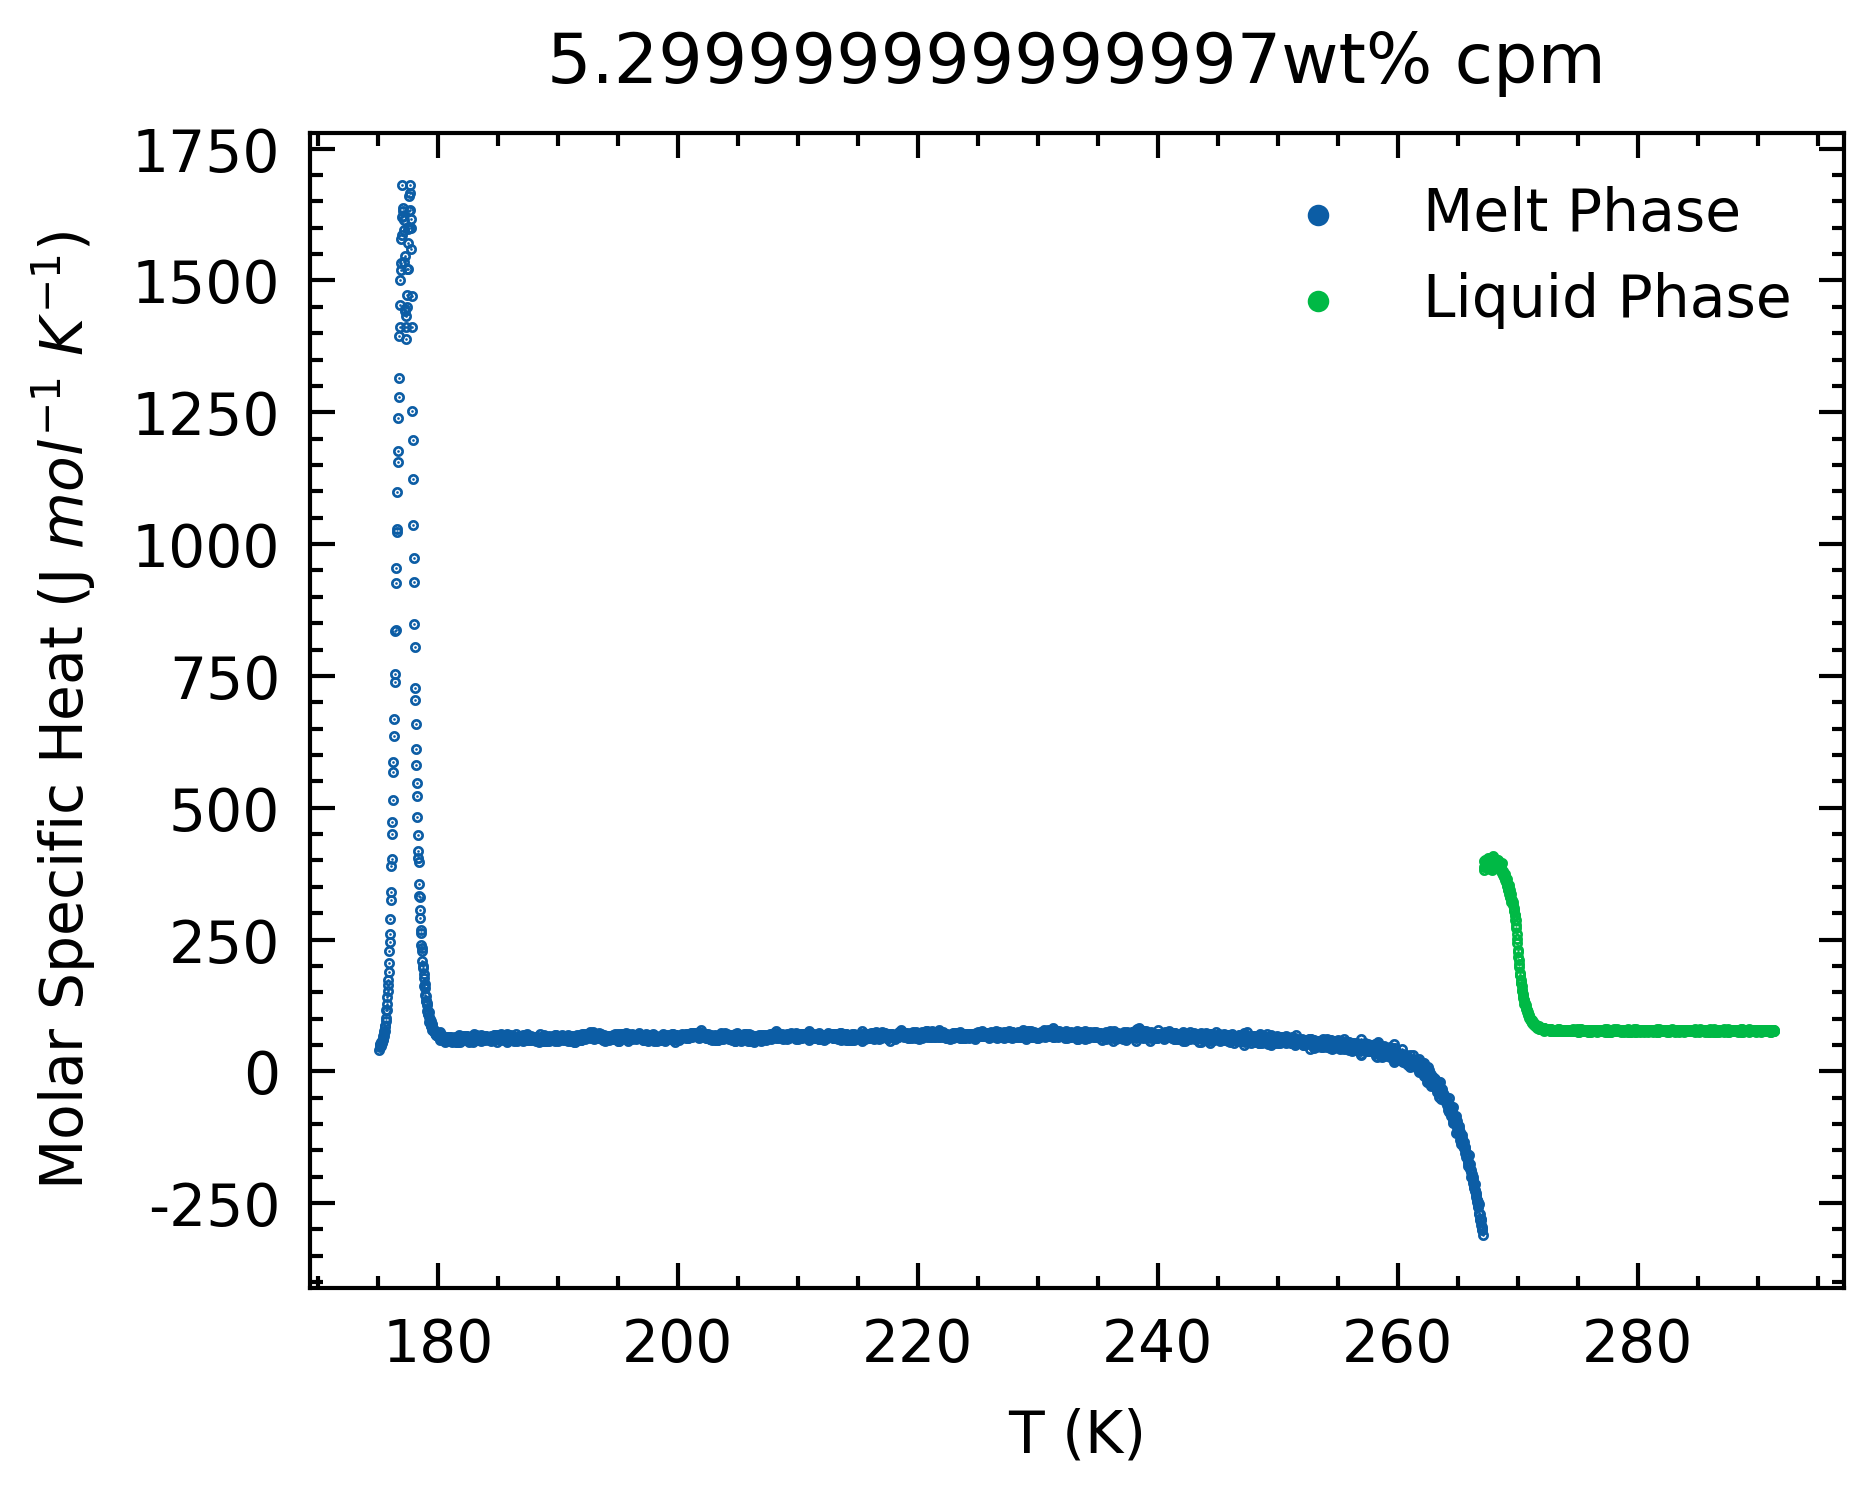 5.299999999999997wt% cpm
Molar Specific Heat (J mol⁻¹ K⁻¹)
1750
1500
1250
1000
750
500
250
0
-250
Melt Phase
Liquid Phase
180 200 220 240 260 280
T (K)